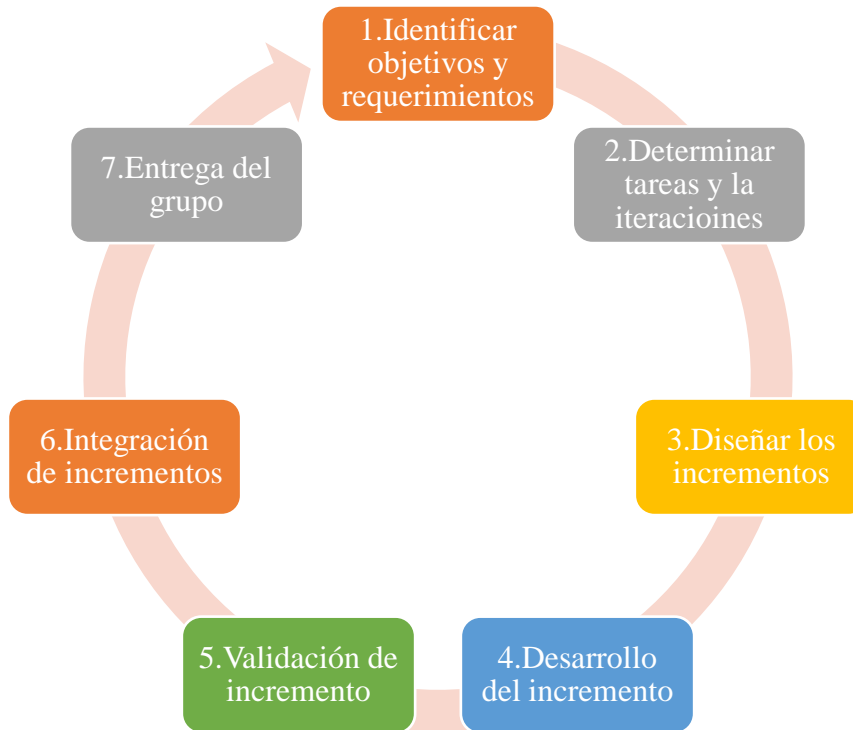 1.Identificar
objetivos y
requerimientos
2.Determinar
tareas y la
iteracioines
3.Diseñar los
incrementos
4.Desarrollo
del incremento
5.Validación de
incremento
6.Integración
de incrementos
7.Entrega del
grupo